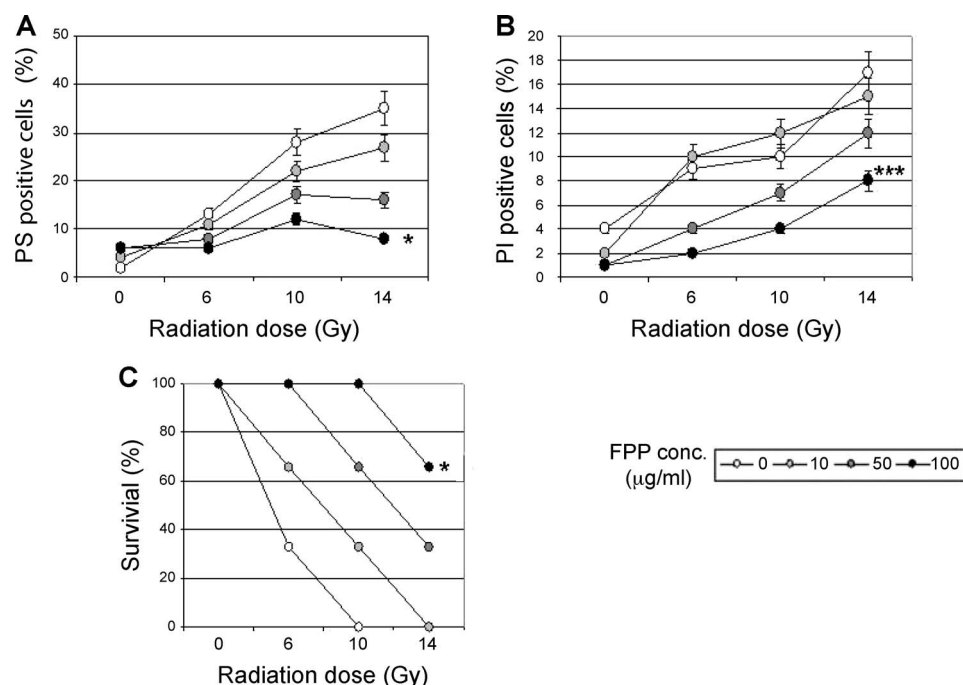 A
PS positive cells (%)
50
40
30
20
10
0
0 6 10 14
Radiation dose (Gy)
*
B
PI positive cells (%)
20
18
16
14
12
10
8
6
4
2
0
0 6 10 14
Radiation dose (Gy)
***
C
Survivial (%)
100
80
60
40
20
0
0 6 10 14
Radiation dose (Gy)
*
FPP conc.
(µg/ml)
0 10 50 100